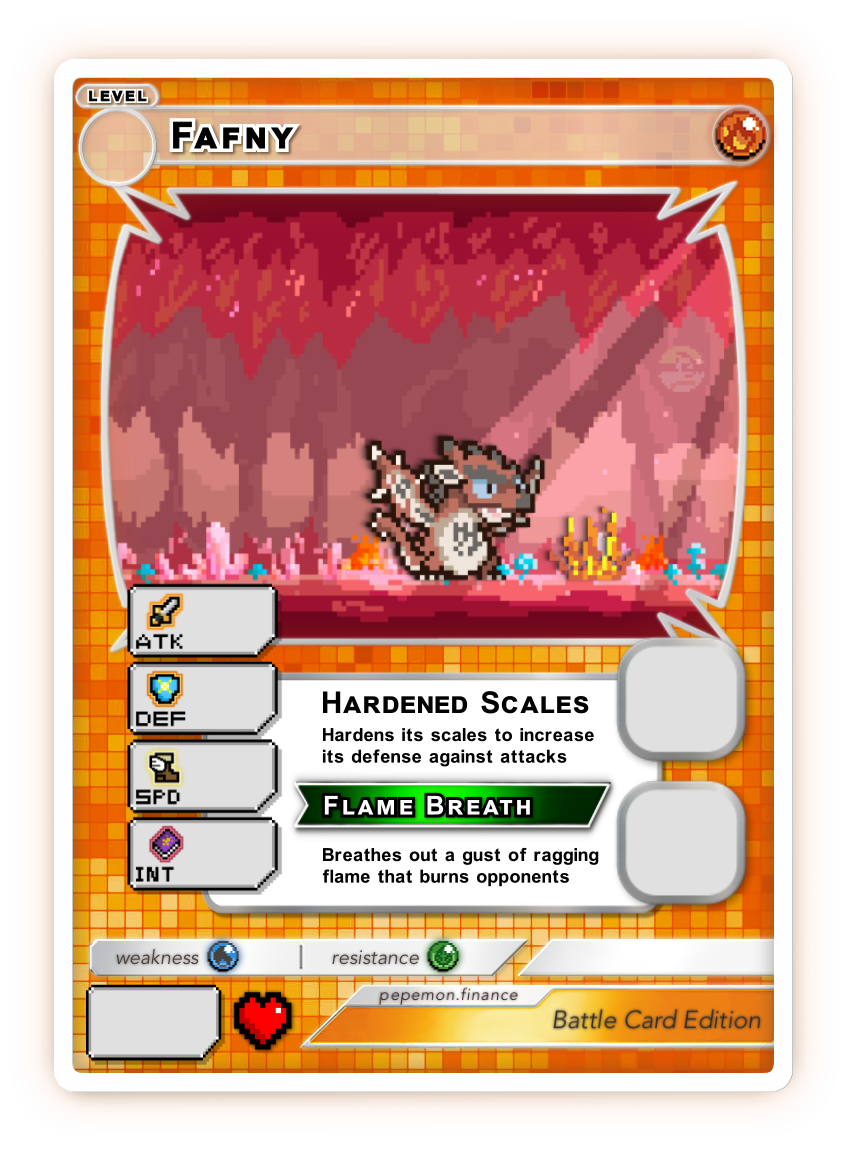 LEVEL
FAFNY
ATK
DEF
SPD
INT
HARDENED SCALES
Hardens its scales to increase
its defense against attacks
FLAME BREATH
Breathes out a gust of ragging
flame that burns opponents
weakness | resistance
pepemon.finance
Battle Card Edition